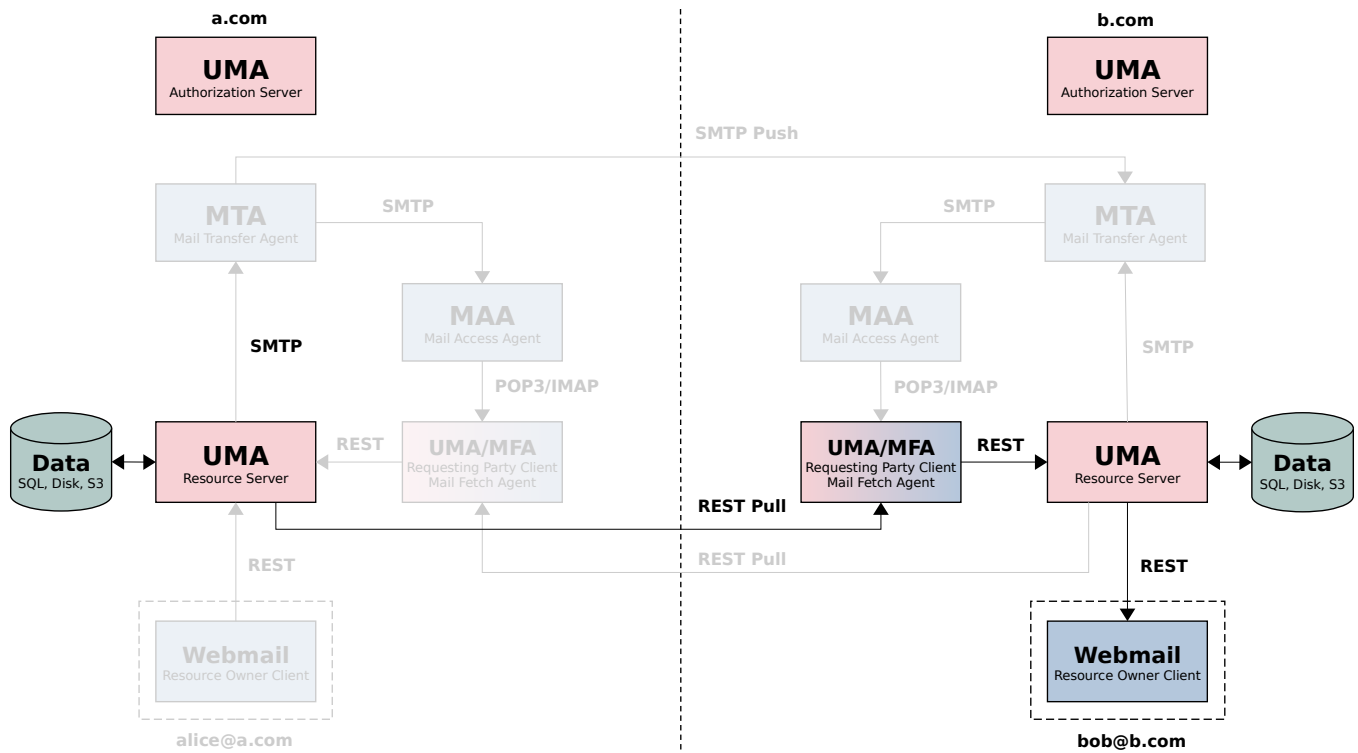 a.com
b.com
UMA
Authorization Server
UMA
Authorization Server
SMTP Push
MTA
Mail Transfer Agent
SMTP
SMTP
MTA
Mail Transfer Agent
MAA
Mail Access Agent
MAA
Mail Access Agent
SMTP
SMTP
POP3/IMAP
POP3/IMAP
Data
SQL, Disk, S3
UMA
Resource Server
REST
UMA/MFA
Requesting Party Client
Mail Fetch Agent
UMA/MFA
Requesting Party Client
Mail Fetch Agent
REST
UMA
Resource Server
Data
SQL, Disk, S3
REST Pull
REST Pull
REST
REST
Webmail
Resource Owner Client
Webmail
Resource Owner Client
alice@a.com
bob@b.com